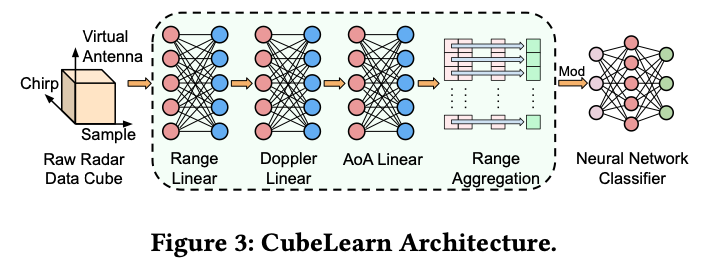 Virtual
Antenna
Chirp
Sample
Raw Radar
Data Cube
Range
Linear
Doppler
Linear
AoA Linear
Range
Aggregation
Mod
Neural Network
Classifier
Figure 3: CubeLearn Architecture.